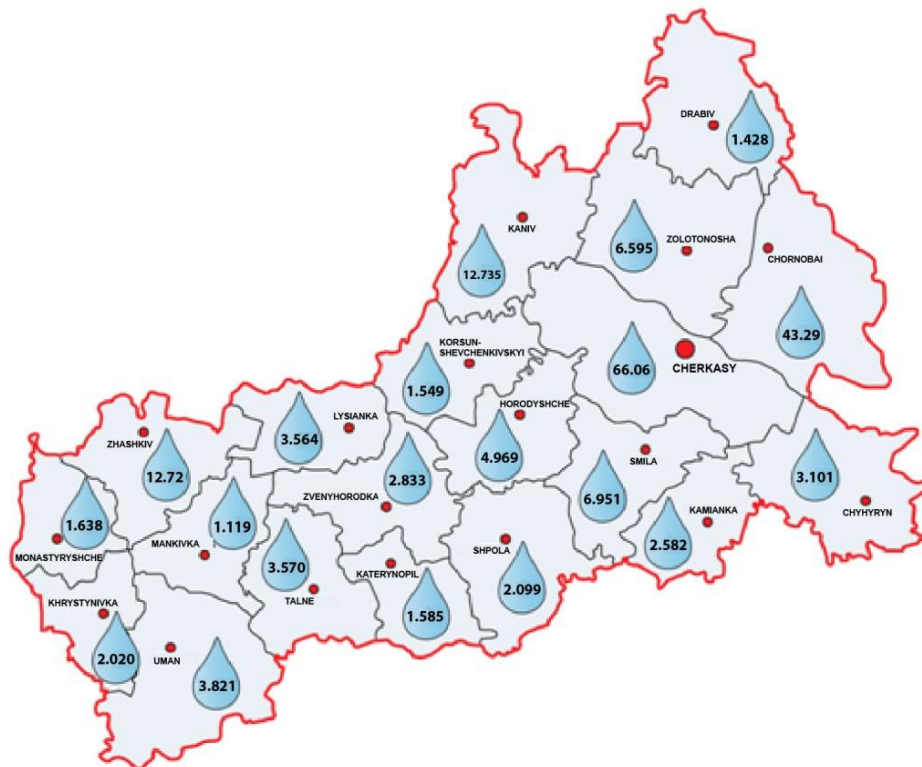 DRABIV
1.428
KANIV
12.735
6.595
ZOLOTONOSHA
CHORNOBAI
43.29
KORSUN-
SHEVCHENKIVSKYI
1.549
66.06
CHERKASY
HORODYSHCHE
4.969
LYSIANKA
3.564
ZHASHKIV
12.72
2.833
ZVENYHORODKA
SMILA
6.951
3.101
CHYHYRYN
KAMIANKA
2.582
1.638
MONASTYRYSHCHE
1.119
MANKIVKA
3.570
TALNE
KATERYNOPIL
1.585
SHPOLA
2.099
KHRYSTYNIVKA
2.020
UMAN
3.821